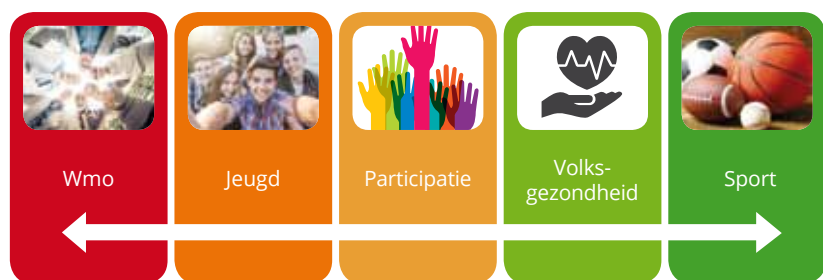 Wmo
Jeugd
Participatie
Volks-
gezondheid
Sport